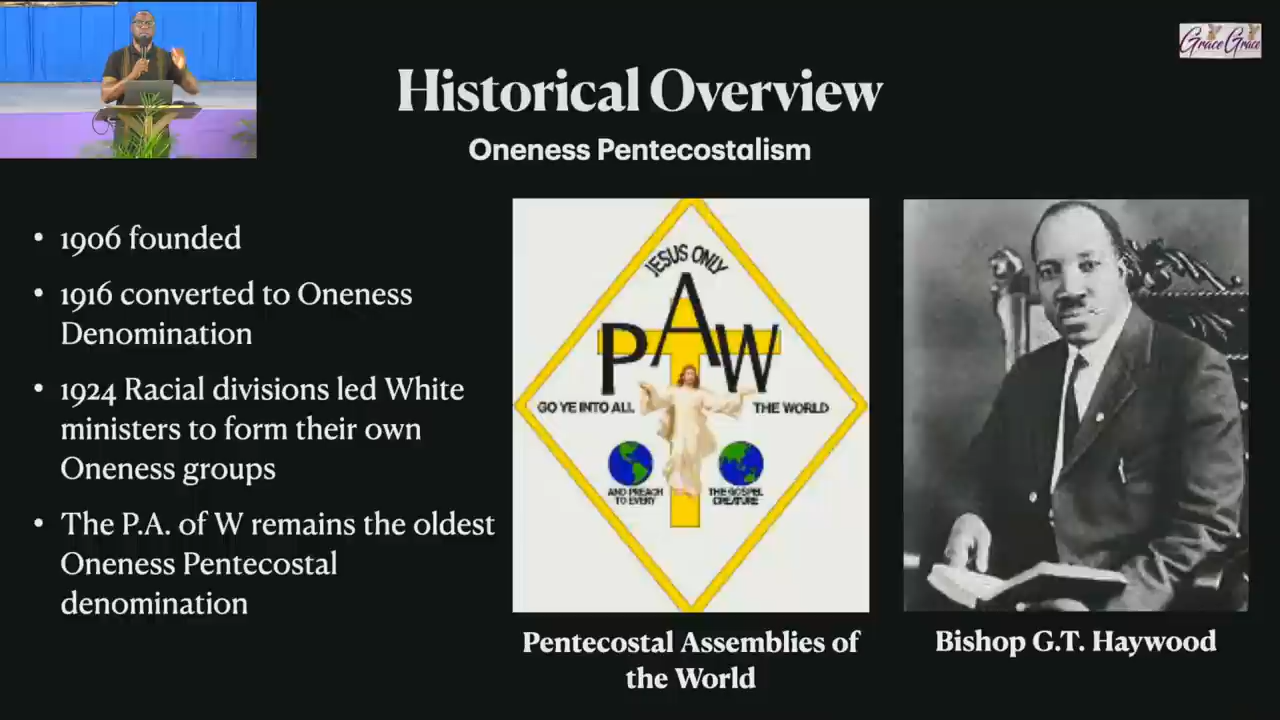 Grace Grace
Historical Overview
Oneness Pentecostalism
• 1906 founded
• 1916 converted to Oneness
Denomination
• 1924 Racial divisions led White
ministers to form their own
Oneness groups
• The P.A. of W remains the oldest
Oneness Pentecostal
denomination
JESUS ONLY
PAW
GO YE INTO ALL THE WORLD
AND PREACH THE GOSPEL
TO EVERY CREATURE
Pentecostal Assemblies of
the World
Bishop G.T. Haywood